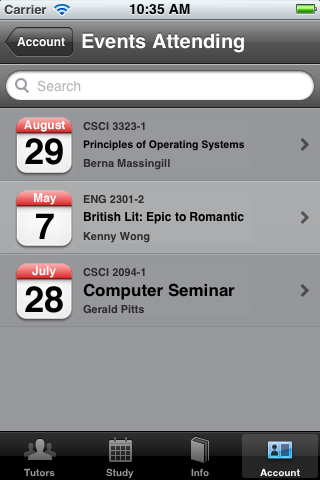 Carrier 10:35 AM
Account Events Attending
Search
August
29
CSCI 3323-1
Principles of Operating Systems
Berna Massingill
May
7
ENG 2301-2
British Lit: Epic to Romantic
Kenny Wong
July
28
CSCI 2094-1
Computer Seminar
Gerald Pitts
Tutors Study Info Account